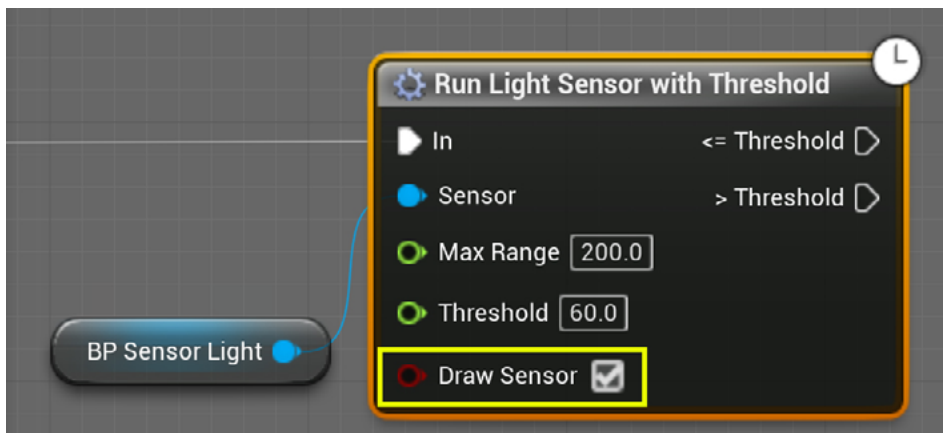 Run Light Sensor with Threshold
In
<= Threshold
Sensor
> Threshold
Max Range 200.0
Threshold 60.0
BP Sensor Light
Draw Sensor